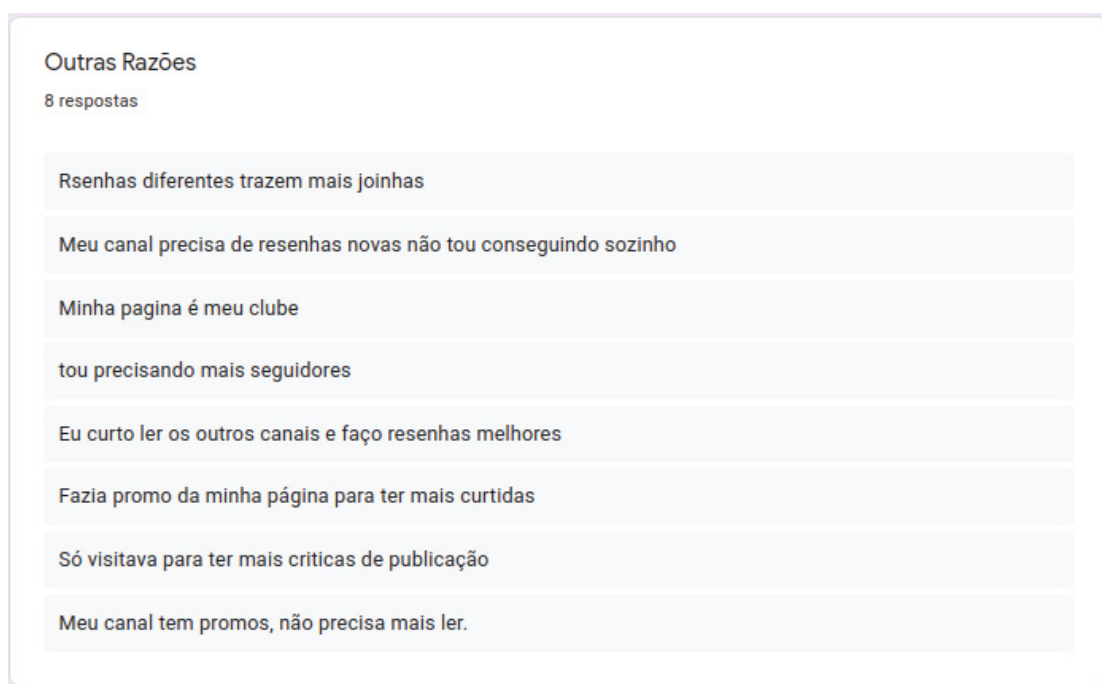 Outras Razões
8 respostas
Rsenhas diferentes trazem mais joinhas
Meu canal precisa de resenhas novas não tou conseguindo sozinho
Minha pagina é meu clube
tou precisando mais seguidores
Eu curto ler os outros canais e faço resenhas melhores
Fazia promo da minha página para ter mais curtidas
Só visitava para ter mais criticas de publicação
Meu canal tem promos, não precisa mais ler.